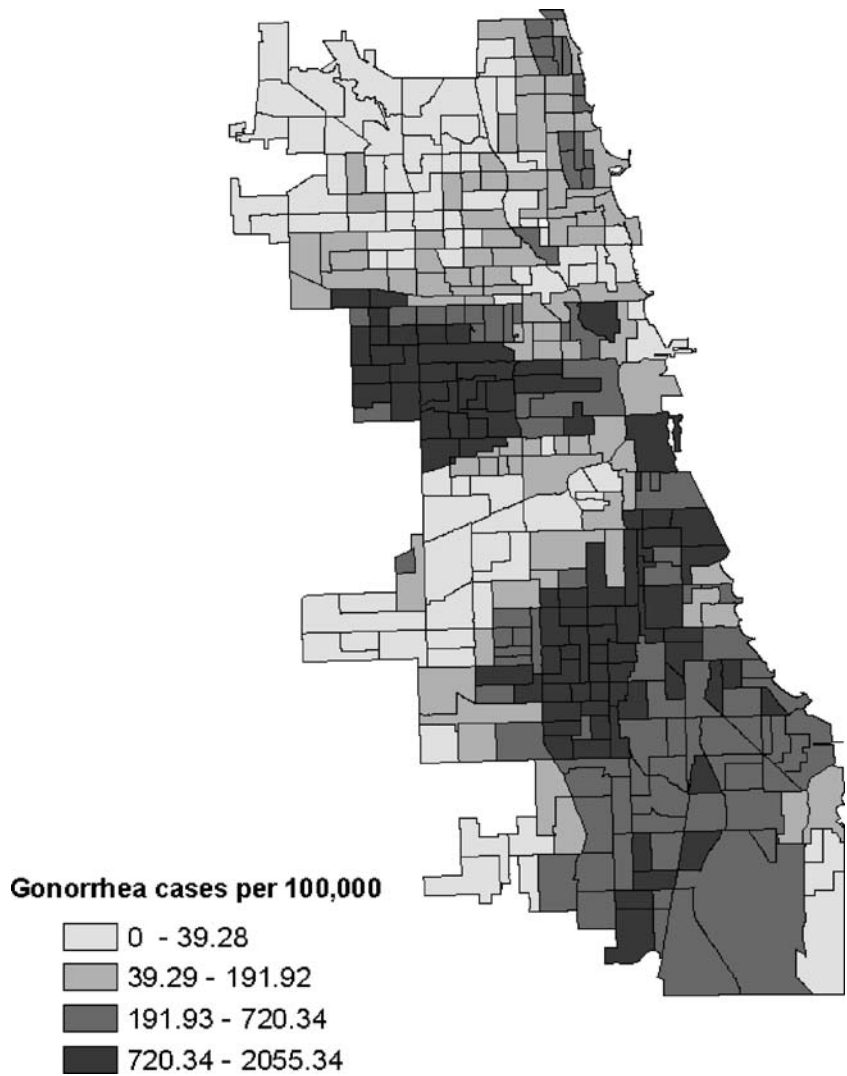 Gonorrhea cases per 100,000
0 - 39.28
39.29 - 191.92
191.93 - 720.34
720.34 - 2055.34